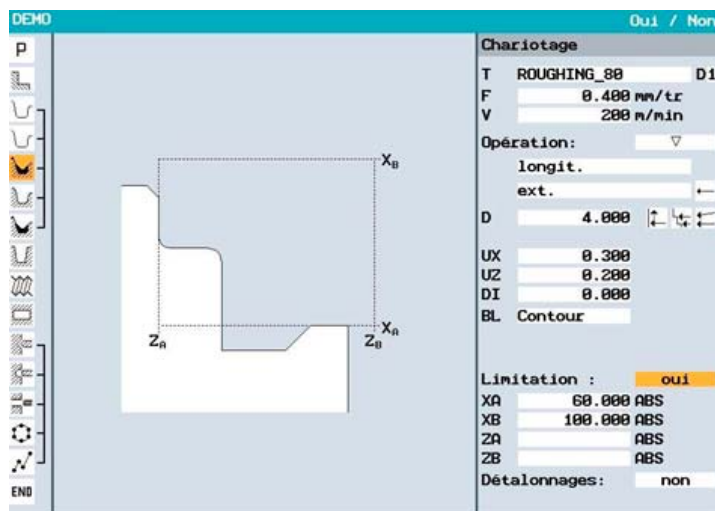 DEMO Oui / Non
Chariotage
P
T ROUGHING_80 D1
F 0.400 mm/tr
V 200 m/min
Opération: ▽
longit.
ext. ←
D 4.000
UX 0.300
UZ 0.200
DI 0.000
BL Contour
Limitation : oui
XA 60.000 ABS
XB 100.000 ABS
ZA ABS
ZB ABS
Détalonnages: non
XB
XA
ZA ZB
END